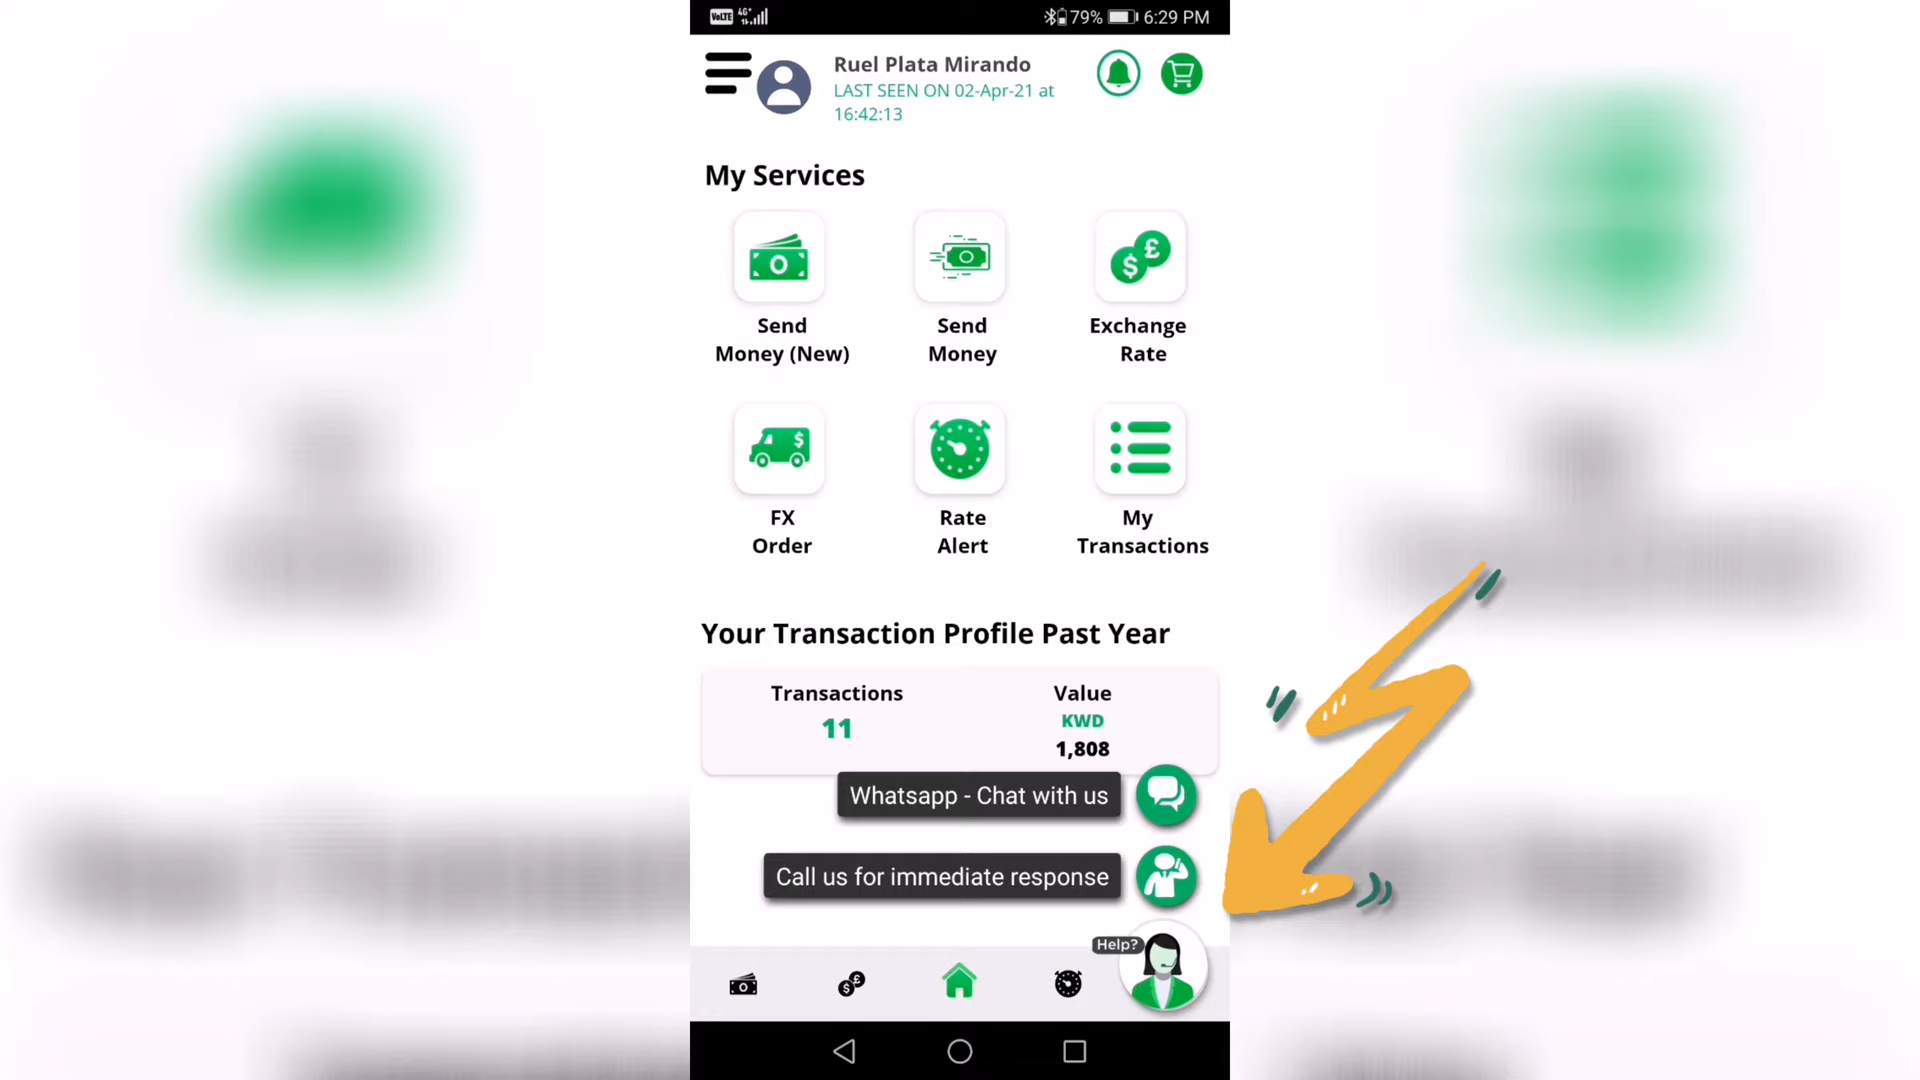 VoLTE 4G+ 79% 6:29 PM
Ruel Plata Mirando
LAST SEEN ON 02-Apr-21 at
16:42:13
My Services
Send
Money (New)
Send
Money
Exchange
Rate
FX
Order
Rate
Alert
My
Transactions
Your Transaction Profile Past Year
Transactions
11
Value
KWD
1,808
Whatsapp - Chat with us
Call us for immediate response
Help?